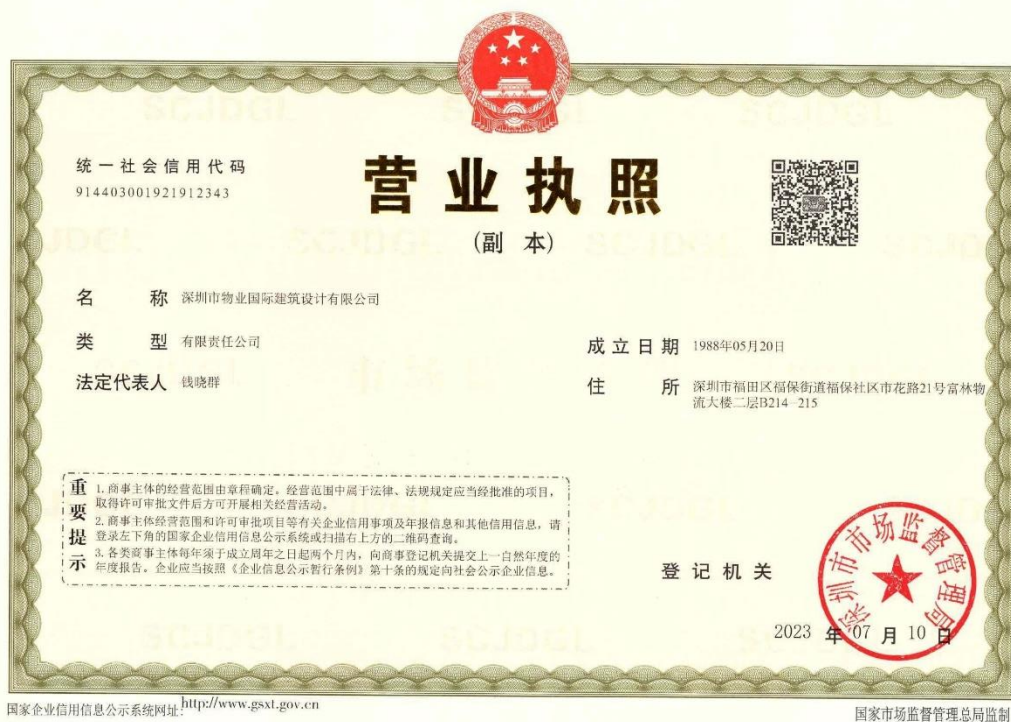 统一社会信用代码
914403001921912343
营业执照
(副 本)
名 称 深圳市物业国际建筑设计有限公司
类 型 有限责任公司
法定代表人 钱晓群
成立日期 1988年05月20日
住 所 深圳市福田区福保街道福保社区市花路21号富林物
流大楼二层B214-215
重要提示
1.商事主体的经营范围由章程确定。经营范围中属于法律、法规规定应当经批准的项目，
取得许可审批文件后方可开展相关经营活动。
2.商事主体经营范围和许可审批项目等有关企业信用事项及年报信息和其他信用信息，请
登录左下角的国家企业信用信息公示系统或扫描右上方的二维码查询。
3.各类商事主体每年须于成立周年之日起两个月内，向商事登记机关提交上一自然年度的
年度报告。企业应当按照《企业信息公示暂行条例》第十条的规定向社会公示企业信息。
登记机关
深圳市市场监督管理局
2023 年 07 月 10 日
国家企业信用信息公示系统网址:http://www.gsxt.gov.cn
国家市场监督管理总局监制
SCJDGL